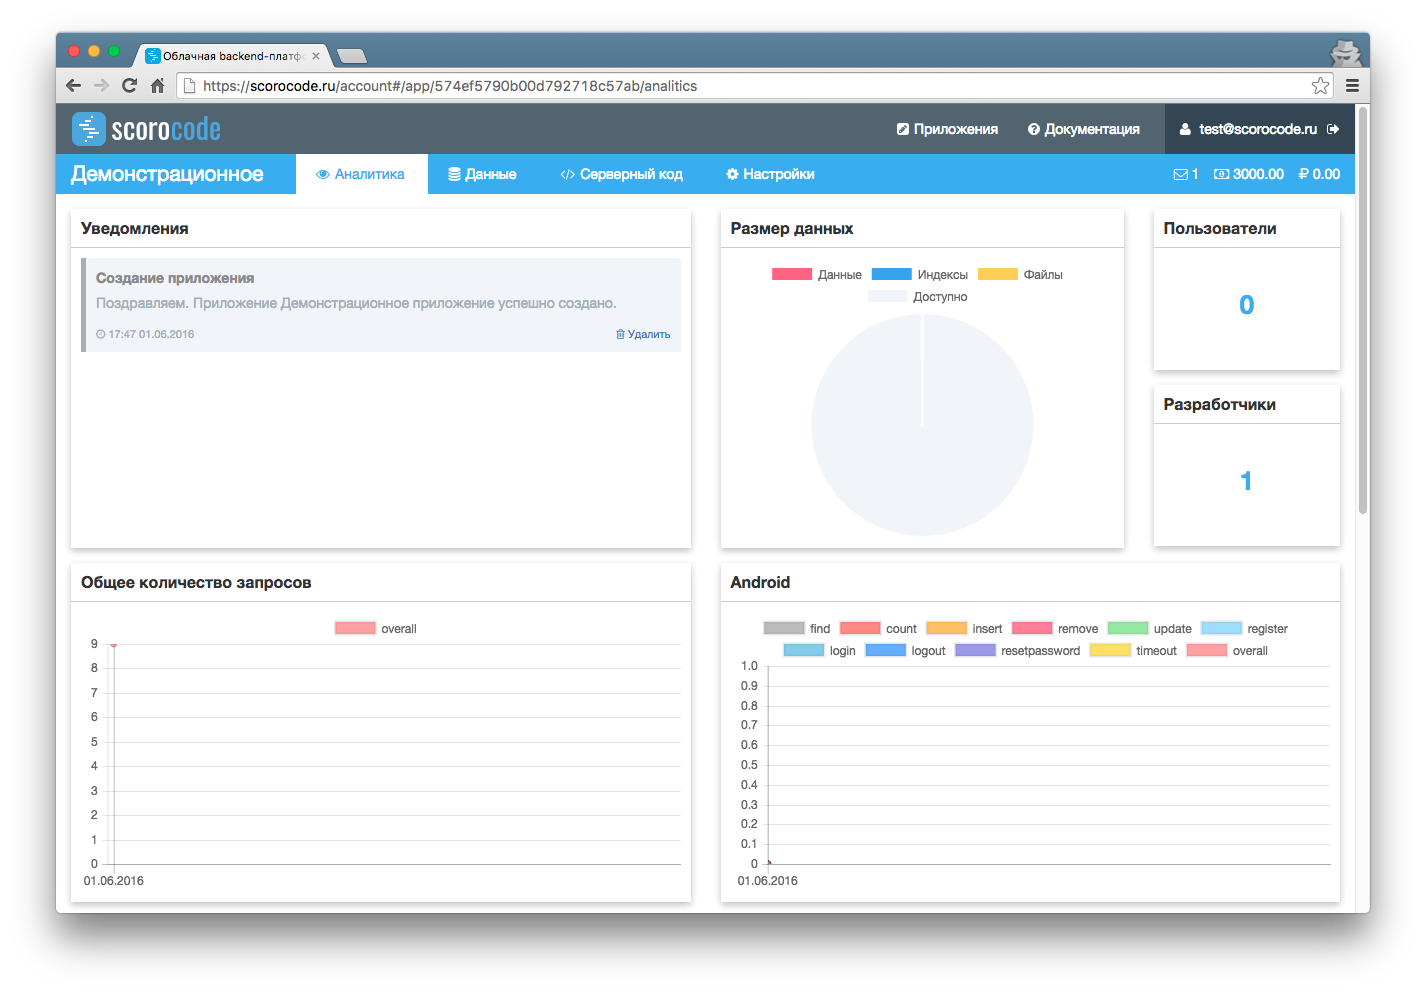 Облачная backend-платф
https://scorocode.ru/account#/app/574ef5790b00d792718c57ab/analitics
scorocode
Приложения
Документация
test@scorocode.ru
Демонстрационное
Аналитика
Данные
</> Серверный код
Настройки
1
3000.00
₽ 0.00
Уведомления
Создание приложения
Поздравляем. Приложение Демонстрационное приложение успешно создано.
17:47 01.06.2016
Удалить
Размер данных
Данные
Индексы
Файлы
Доступно
Пользователи
0
Разработчики
1
Общее количество запросов
overall
9
8
7
6
5
4
3
2
1
0
01.06.2016
Android
find
count
insert
remove
update
register
login
logout
resetpassword
timeout
overall
1.0
0.9
0.8
0.7
0.6
0.5
0.4
0.3
0.2
0.1
0
01.06.2016